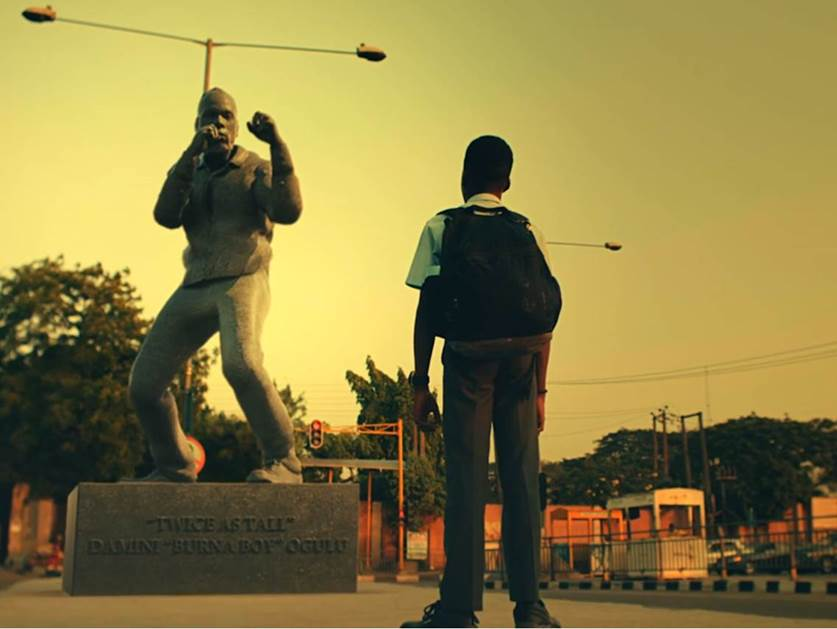 "TWICE AS TALL"
DAMINI "BURNA BOY" OGULU